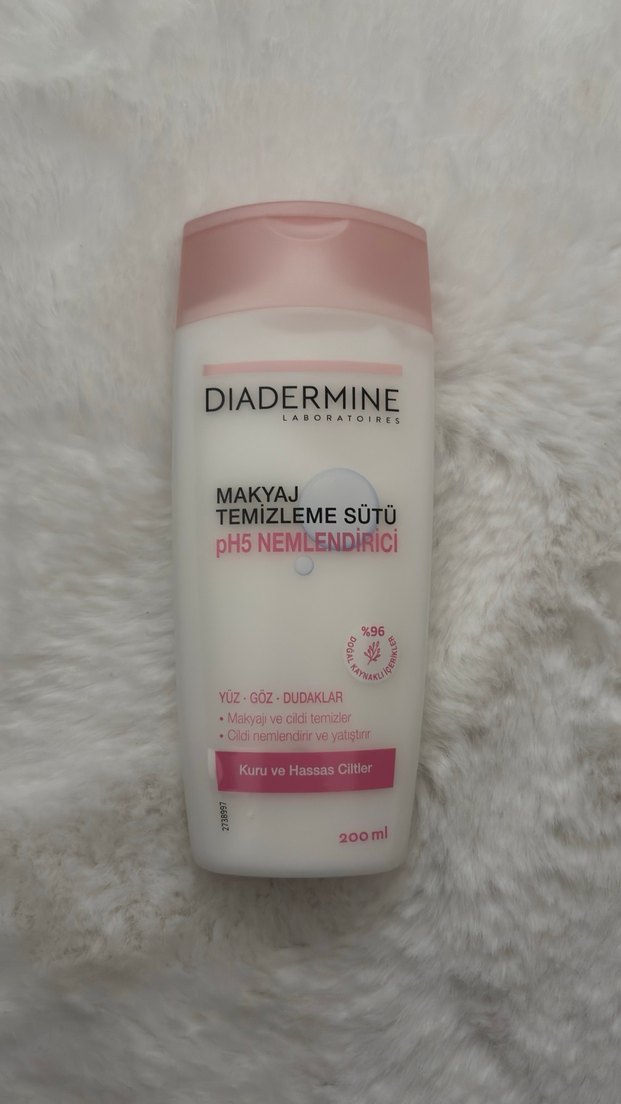 DIADERMINE
LABORATOIRES
MAKYAJ
TEMİZLEME SÜTÜ
pH5 NEMLENDİRİCİ
%96
DOĞAL KAYNAKLI İÇERİKLER
YÜZ · GÖZ · DUDAKLAR
• Makyajı ve cildi temizler
• Cildi nemlendirir ve yatıştırır
Kuru ve Hassas Ciltler
2738997
200 ml